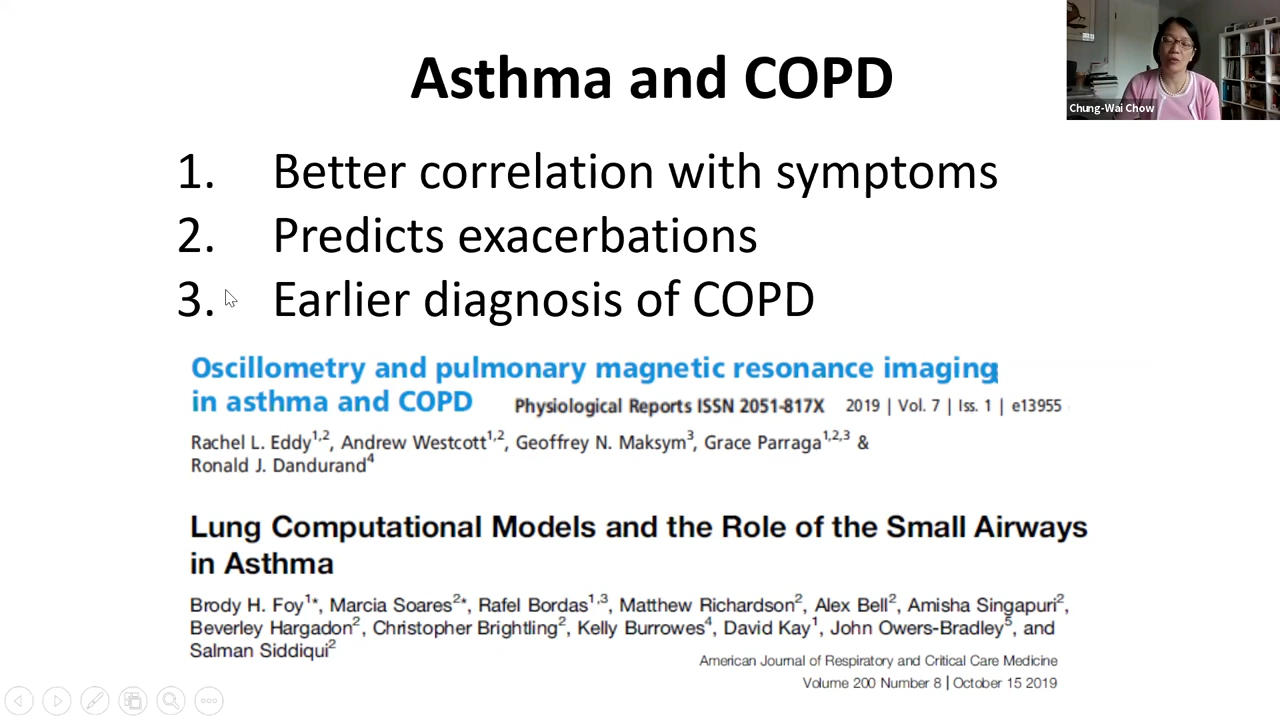 Asthma and COPD
Chung-Wai Chow
1. Better correlation with symptoms
2. Predicts exacerbations
3. Earlier diagnosis of COPD
Oscillometry and pulmonary magnetic resonance imaging
in asthma and COPD Physiological Reports ISSN 2051-817X 2019 | Vol. 7 | Iss. 1 | e13955
Rachel L. Eddy1,2, Andrew Westcott1,2, Geoffrey N. Maksym3, Grace Parraga1,2,3 &
Ronald J. Dandurand4
Lung Computational Models and the Role of the Small Airways
in Asthma
Brody H. Foy1*, Marcia Soares2*, Rafel Bordas1,3, Matthew Richardson2, Alex Bell2, Amisha Singapuri2,
Beverley Hargadon2, Christopher Brightling2, Kelly Burrowes4, David Kay1, John Owers-Bradley5, and
Salman Siddiqui2
American Journal of Respiratory and Critical Care Medicine
Volume 200 Number 8 | October 15 2019